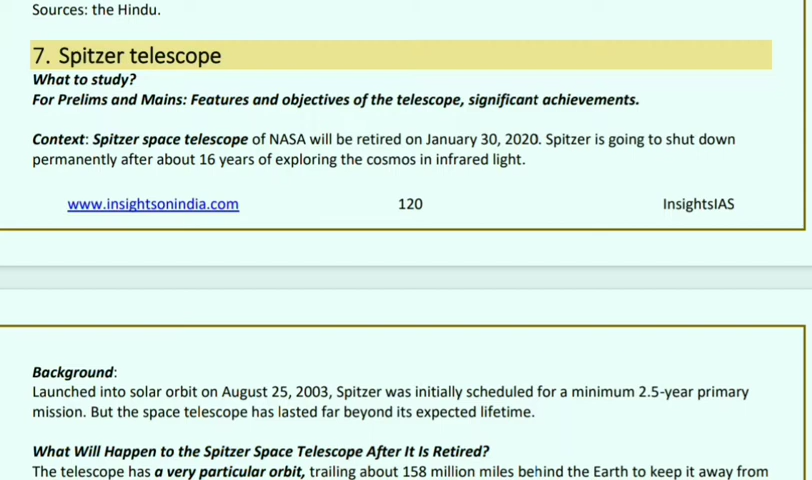 Sources: the Hindu.
7. Spitzer telescope
What to study?
For Prelims and Mains: Features and objectives of the telescope, significant achievements.
Context: Spitzer space telescope of NASA will be retired on January 30, 2020. Spitzer is going to shut down
permanently after about 16 years of exploring the cosmos in infrared light.
www.insightsonindia.com 120 InsightsIAS
Background:
Launched into solar orbit on August 25, 2003, Spitzer was initially scheduled for a minimum 2.5-year primary
mission. But the space telescope has lasted far beyond its expected lifetime.
What Will Happen to the Spitzer Space Telescope After It Is Retired?
The telescope has a very particular orbit, trailing about 158 million miles behind the Earth to keep it away from